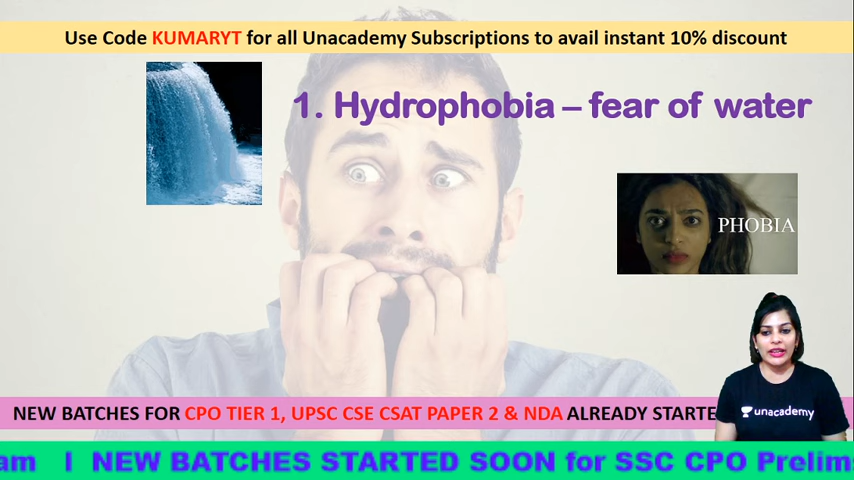 Use Code KUMARYT for all Unacademy Subscriptions to avail instant 10% discount
1. Hydrophobia – fear of water
PHOBIA
unacademy
NEW BATCHES FOR CPO TIER 1, UPSC CSE CSAT PAPER 2 & NDA ALREADY STARTE
am I NEW BATCHES STARTED SOON for SSC CPO Prelim